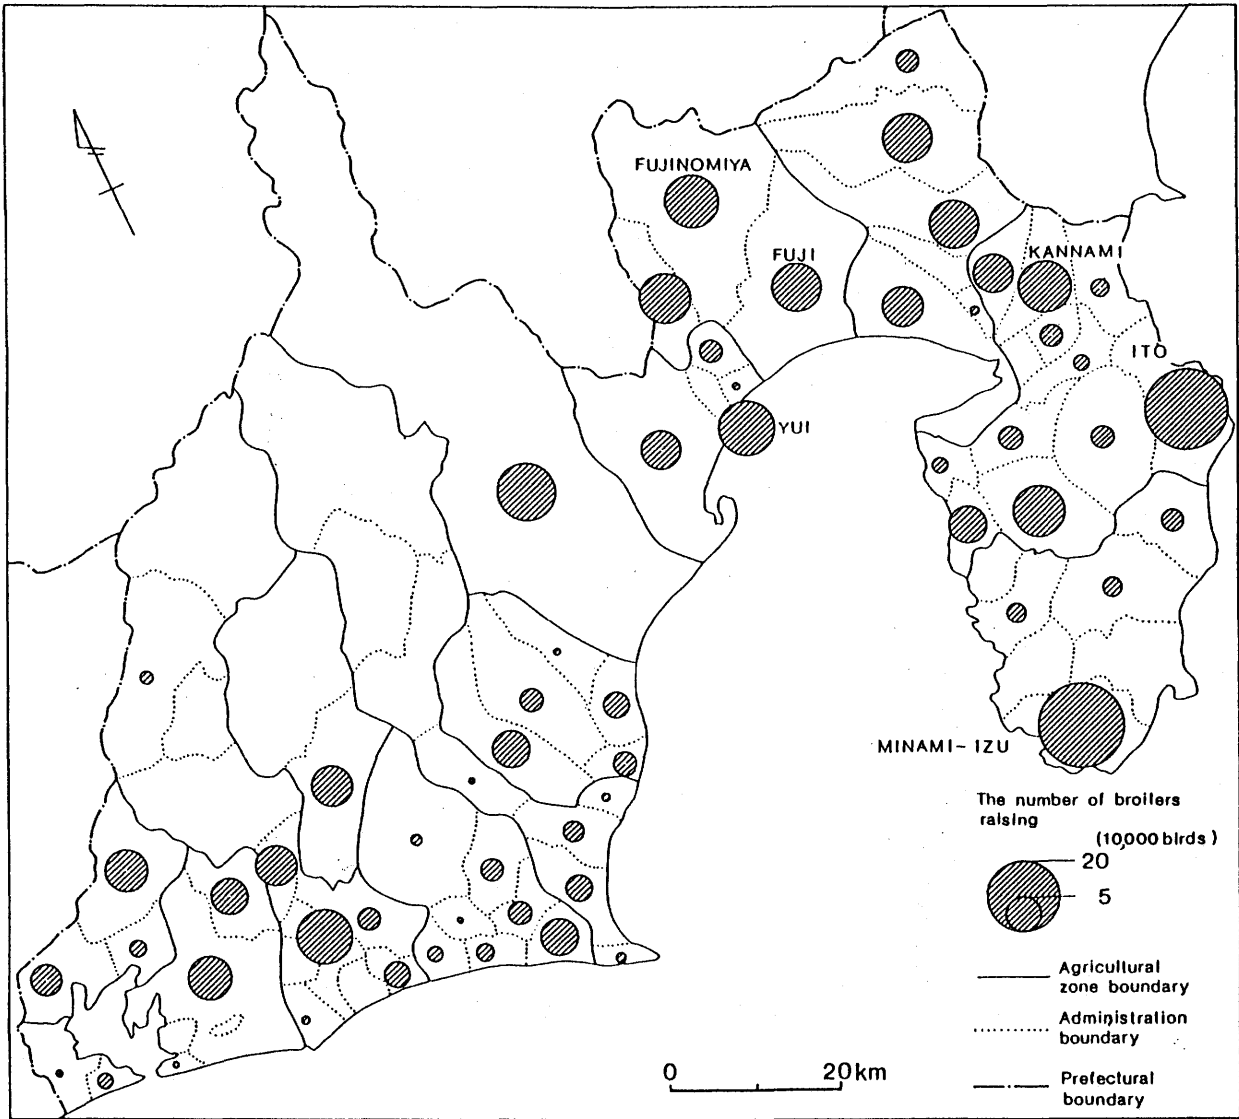 FUJINOMIYA
FUJI
KANNAMI
ITO
YUI
MINAMI-IZU
The number of broilers
raising
(10,000 birds)
20
5
Agricultural
zone boundary
Administration
boundary
Prefectural
boundary
0 20km